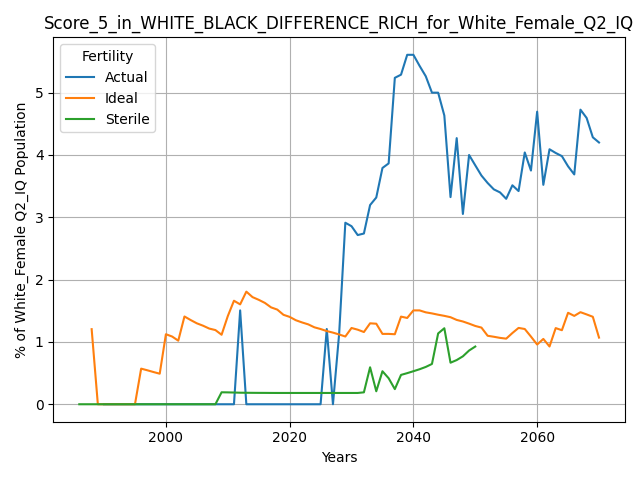 Score_5_in_WHITE_BLACK_DIFFERENCE_RICH_for_White_Female_Q2_IQ
Fertility
Actual
Ideal
Sterile
% of White_Female Q2_IQ Population
5
4
3
2
1
0
2000
2020
2040
2060
Years